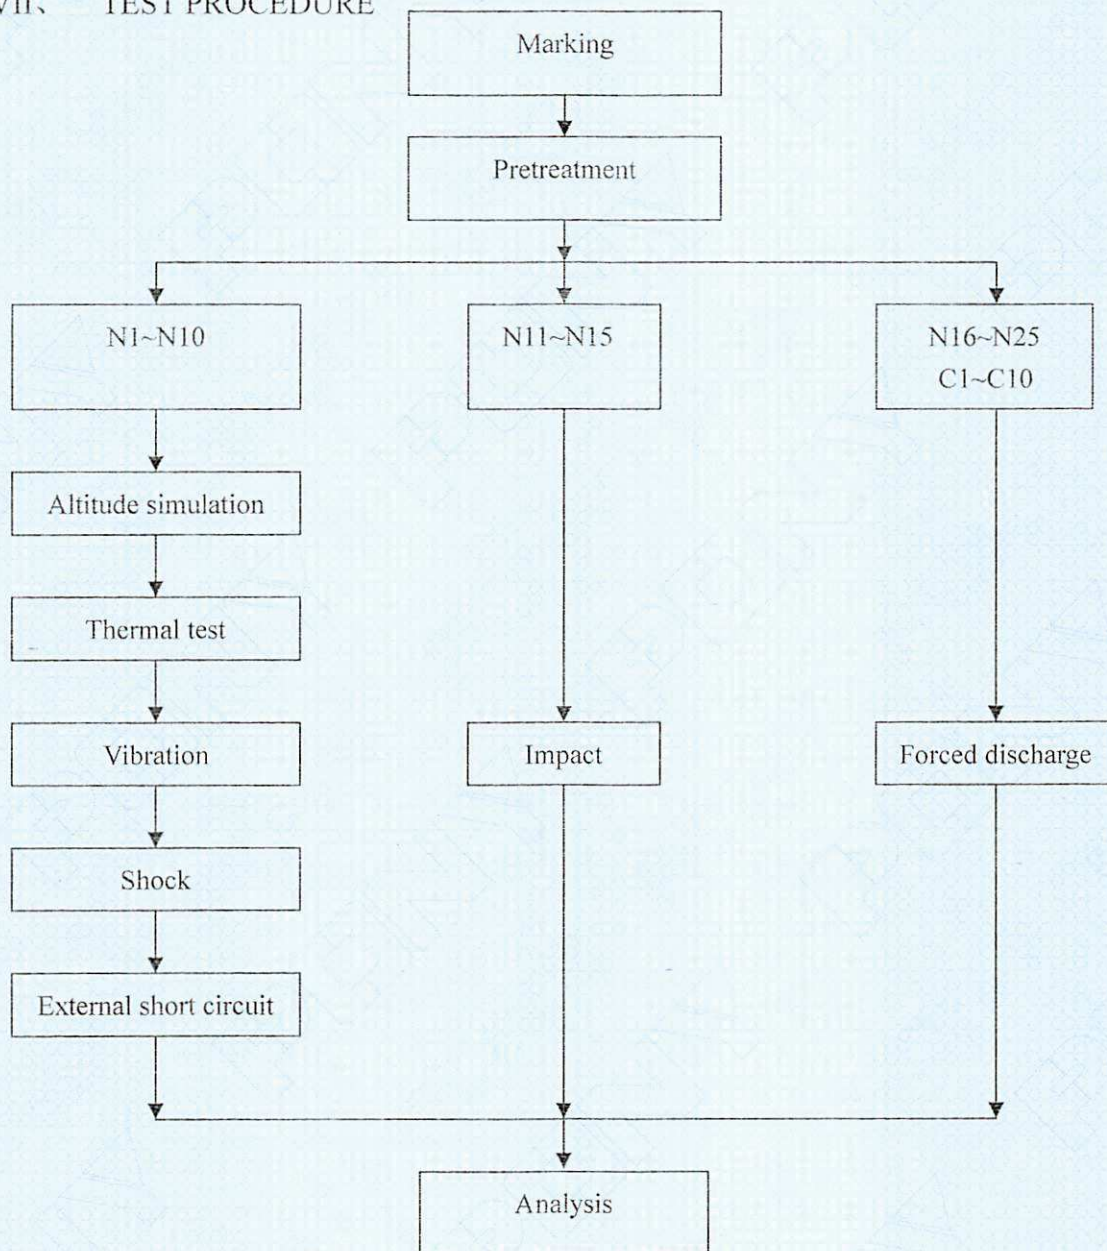 VII、 TEST PROCEDURE
Marking
Pretreatment
N1~N10
N11~N15
N16~N25
C1~C10
Altitude simulation
Thermal test
Vibration
Impact
Forced discharge
Shock
External short circuit
Analysis